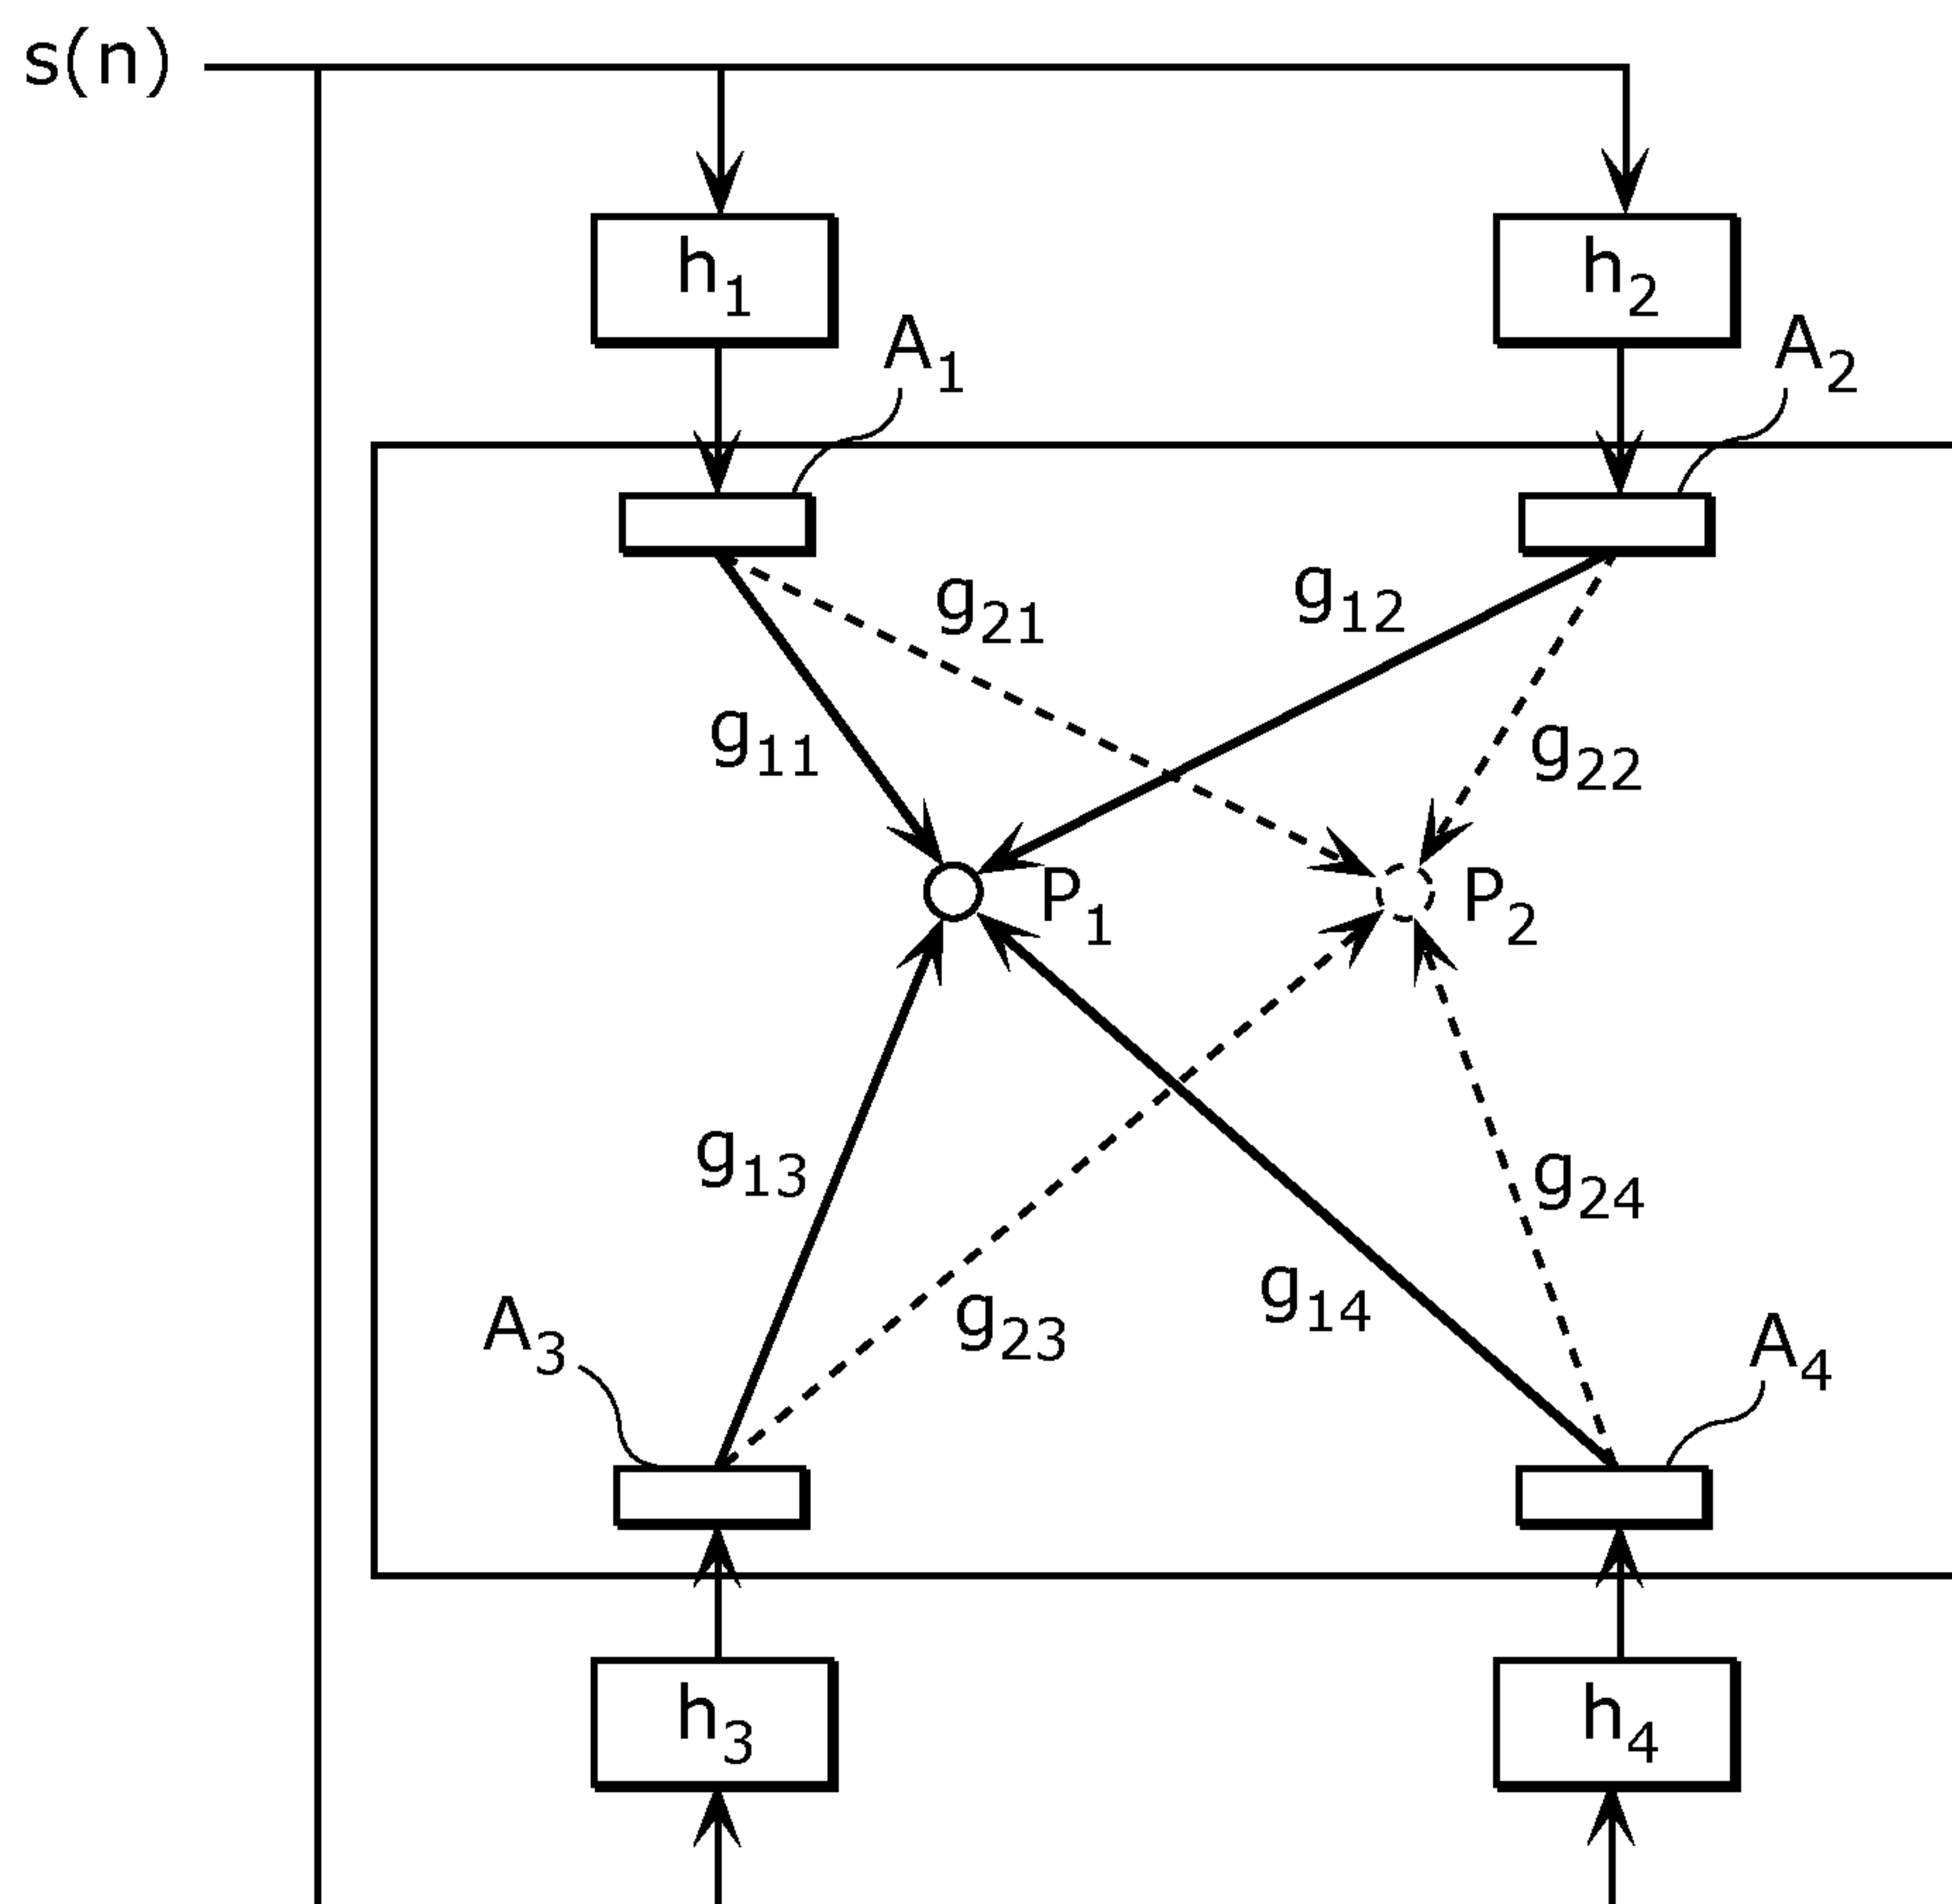 s(n)
h1 h2
A1 A2
g21 g12
g11 g22
P1 P2
g13 g24
g23 g14
A3 A4
h3 h4